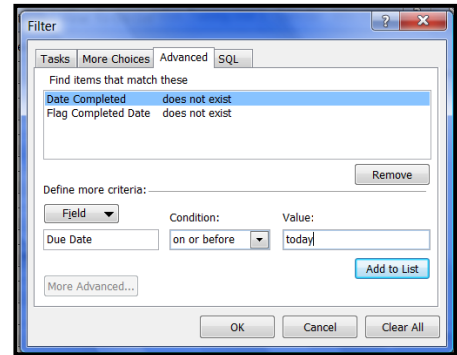 Filter
Tasks More Choices Advanced SQL
Find items that match these
Date Completed does not exist
Flag Completed Date does not exist
Remove
Define more criteria:
Field
Condition: Value:
Due Date on or before today
Add to List
More Advanced...
OK Cancel Clear All